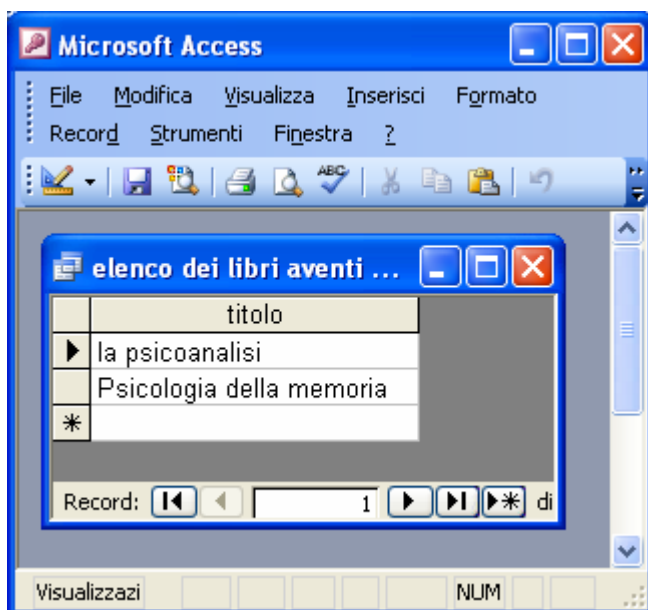 Microsoft Access
File Modifica Visualizza Inserisci Formato
Record Strumenti Finestra ?
ABC
elenco dei libri aventi ...
titolo
la psicoanalisi
Psicologia della memoria
Record: 1 di
Visualizzazi NUM